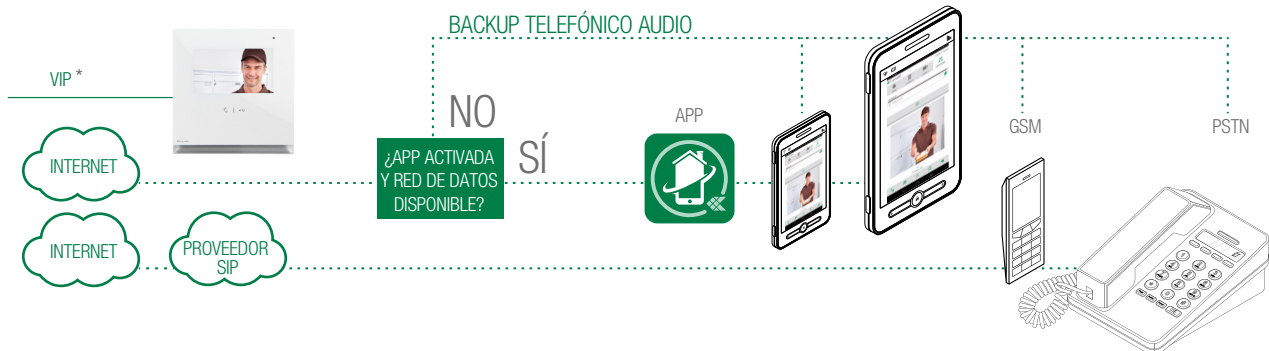 BACKUP TELEFÓNICO AUDIO
VIP *
NO
SÍ
APP
GSM
PSTN
INTERNET
¿APP ACTIVADA
Y RED DE DATOS
DISPONIBLE?
INTERNET
PROVEEDOR
SIP